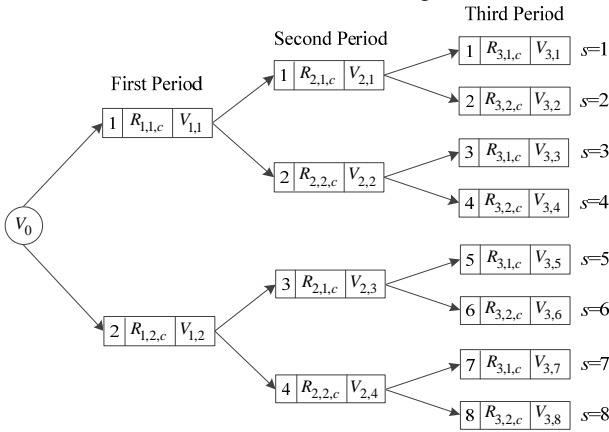 Third Period
Second Period
First Period
1 R3,1,c V3,1 s=1
1 R2,1,c V2,1
2 R3,2,c V3,2 s=2
1 R1,1,c V1,1
3 R3,1,c V3,3 s=3
2 R2,2,c V2,2
4 R3,2,c V3,4 s=4
V0
5 R3,1,c V3,5 s=5
3 R2,1,c V2,3
6 R3,2,c V3,6 s=6
2 R1,2,c V1,2
7 R3,1,c V3,7 s=7
4 R2,2,c V2,4
8 R3,2,c V3,8 s=8